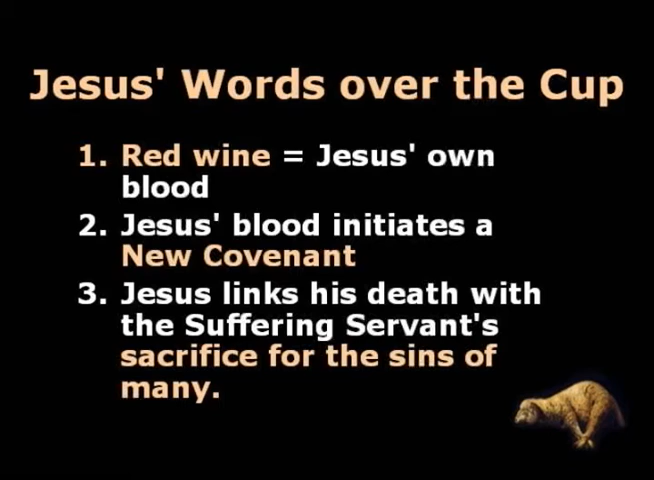 Jesus' Words over the Cup
1. Red wine = Jesus' own
blood
2. Jesus' blood initiates a
New Covenant
3. Jesus links his death with
the Suffering Servant's
sacrifice for the sins of
many.